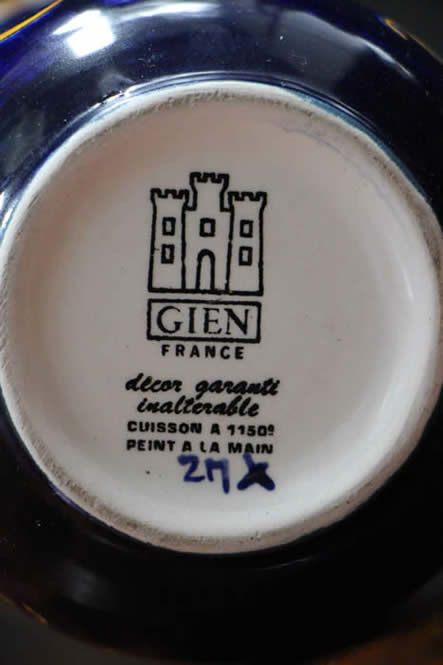 GIEN
FRANCE
décor garanti
inaltérable
CUISSON A 1150º
PEINT A LA MAIN